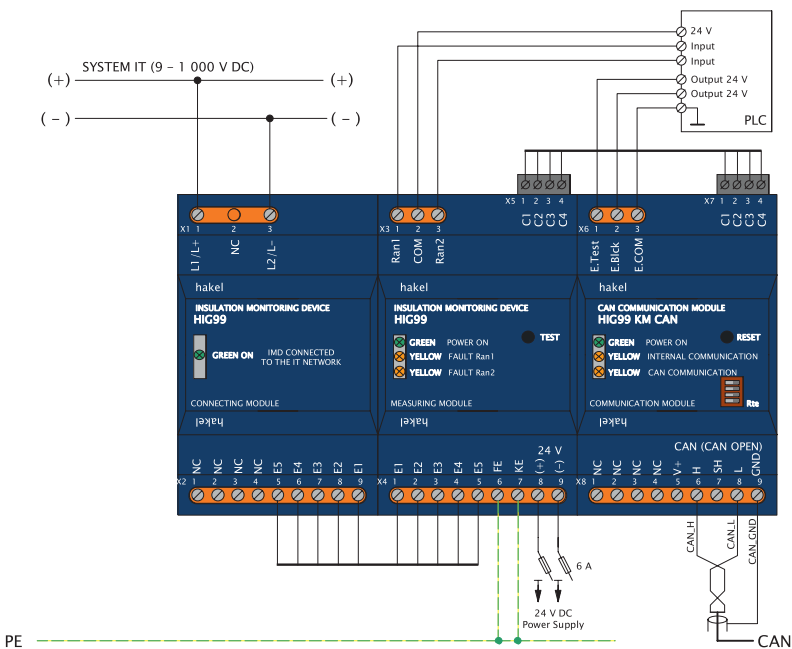 24 V
Input
Input
Output 24 V
Output 24 V
PLC
SYSTEM IT (9 – 1 000 V DC)
(+) (+)
( – ) ( – )
X1 1 2 3
L1/L+ NC L2/L-
X3 1 2 3
Ran1 COM Ran2
X5 1 2 3 4
C1 C2 C3 C4
X6 1 2 3
E.Test E.Blck E.COM
X7 1 2 3 4
C1 C2 C3 C4
hakel
INSULATION MONITORING DEVICE
HIG99
GREEN ON
IMD CONNECTED
TO THE IT NETWORK
CONNECTING MODULE
hakel
hakel
INSULATION MONITORING DEVICE
HIG99
GREEN POWER ON
YELLOW FAULT Ran1
YELLOW FAULT Ran2
TEST
MEASURING MODULE
hakel
hakel
CAN COMMUNICATION MODULE
HIG99 KM CAN
GREEN POWER ON
YELLOW INTERNAL COMMUNICATION
YELLOW CAN COMMUNICATION
RESET
COMMUNICATION MODULE
Rte
hakel
NC NC NC NC E5 E4 E3 E2 E1
X2 1 2 3 4 5 6 7 8 9
24 V
E1 E2 E3 E4 E5 FE KE (+) (–)
X4 1 2 3 4 5 6 7 8 9
CAN (CAN OPEN)
NC NC NC NC V+ H SH L GND
X8 1 2 3 4 5 6 7 8 9
CAN_H CAN_L CAN_GND
6 A
24 V DC
Power Supply
PE
CAN